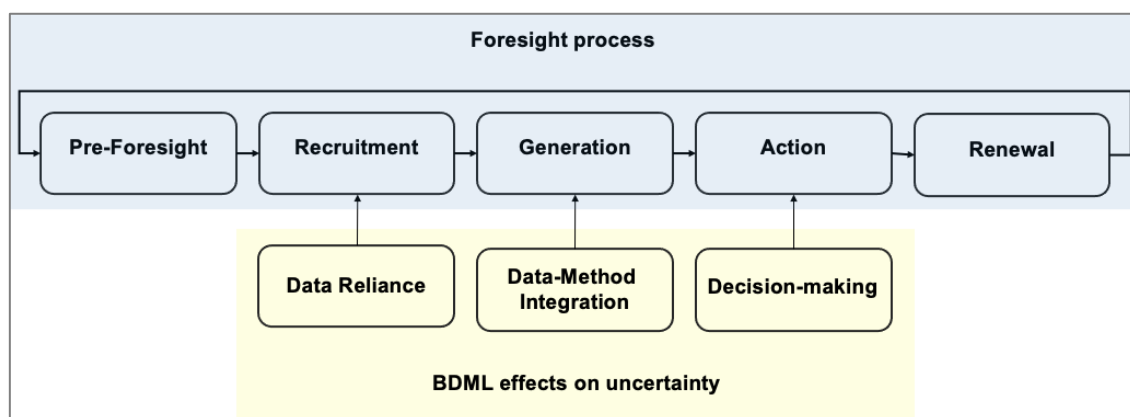 Foresight process
Pre-Foresight
Recruitment
Generation
Action
Renewal
Data Reliance
Data-Method
Integration
Decision-making
BDML effects on uncertainty